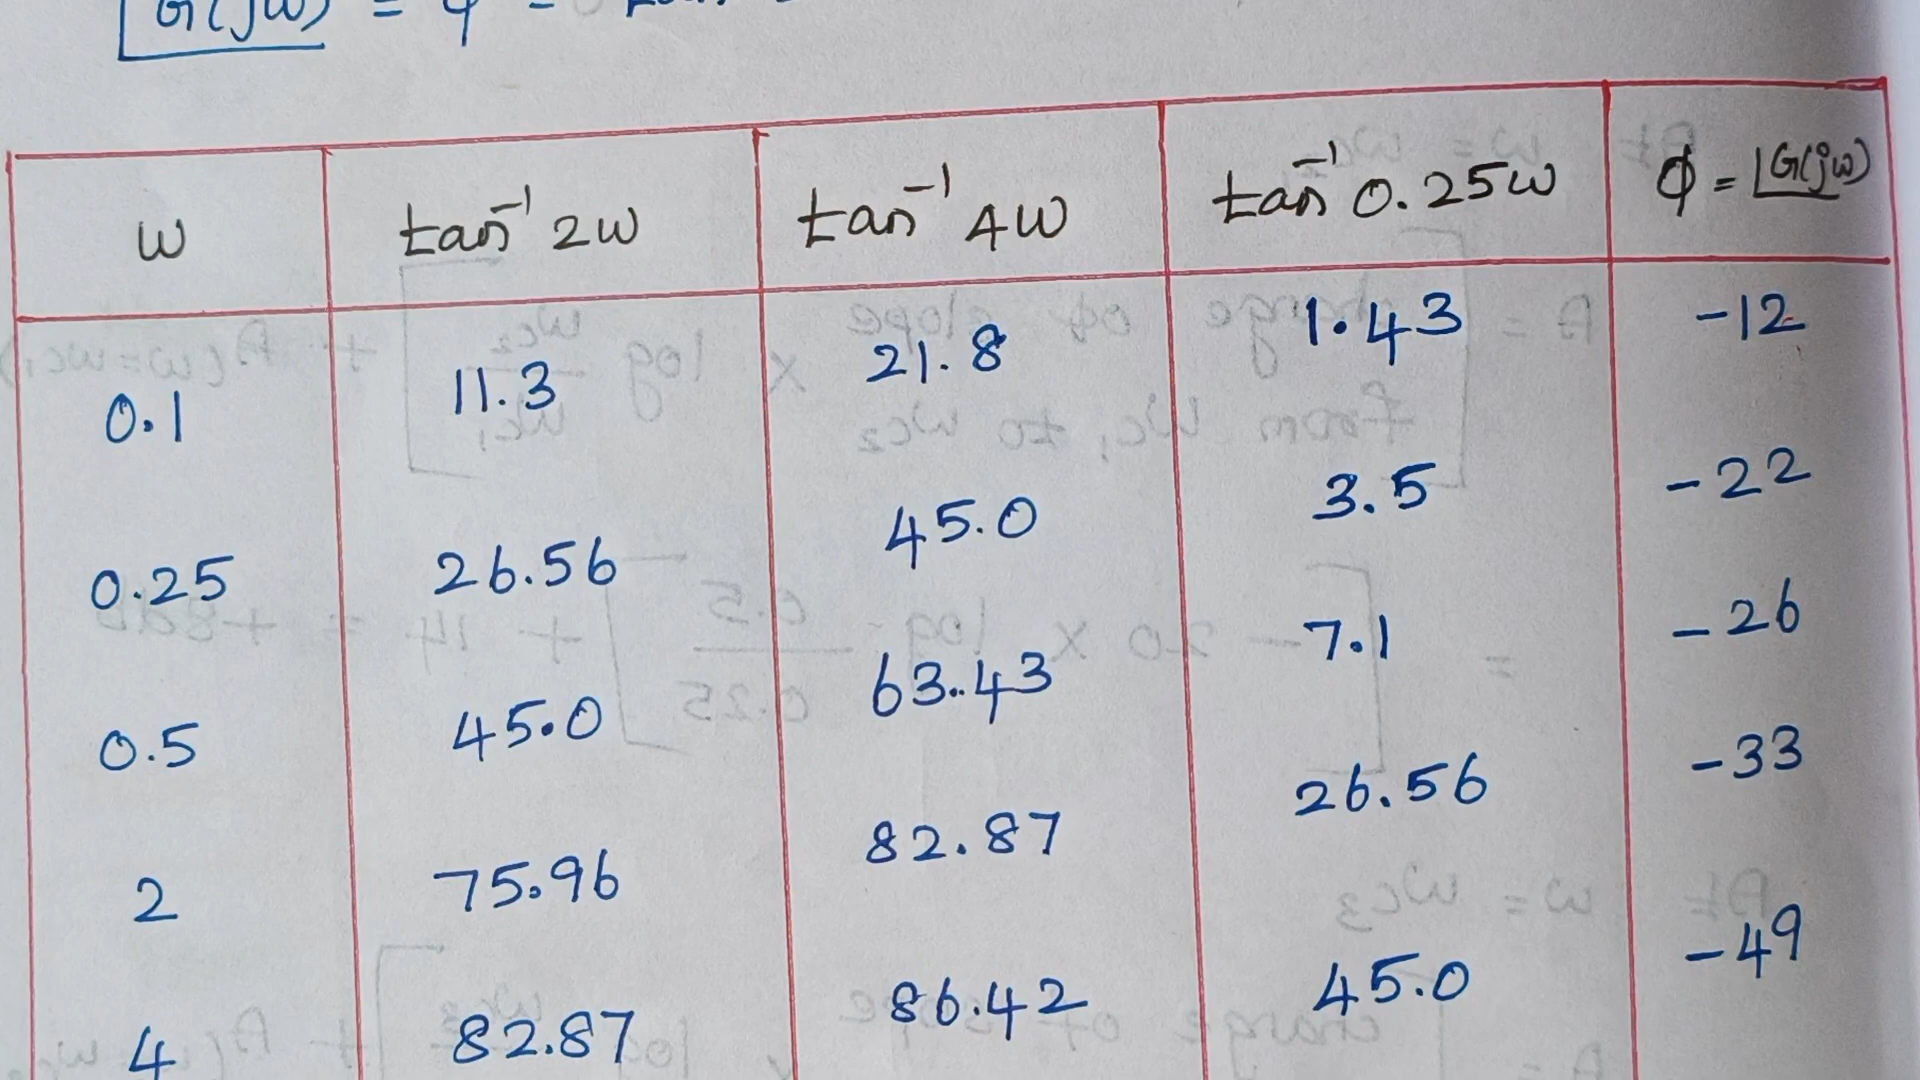 ∠G(jω) = φ =
ω tan⁻¹ 2ω tan⁻¹ 4ω tan⁻¹ 0.25ω φ = ∠G(jω)
0.1 11.3 21.8 1.43 -12
0.25 26.56 45.0 3.5 -22
0.5 45.0 63.43 7.1 -26
2 75.96 82.87 26.56 -33
4 82.87 86.42 45.0 -49